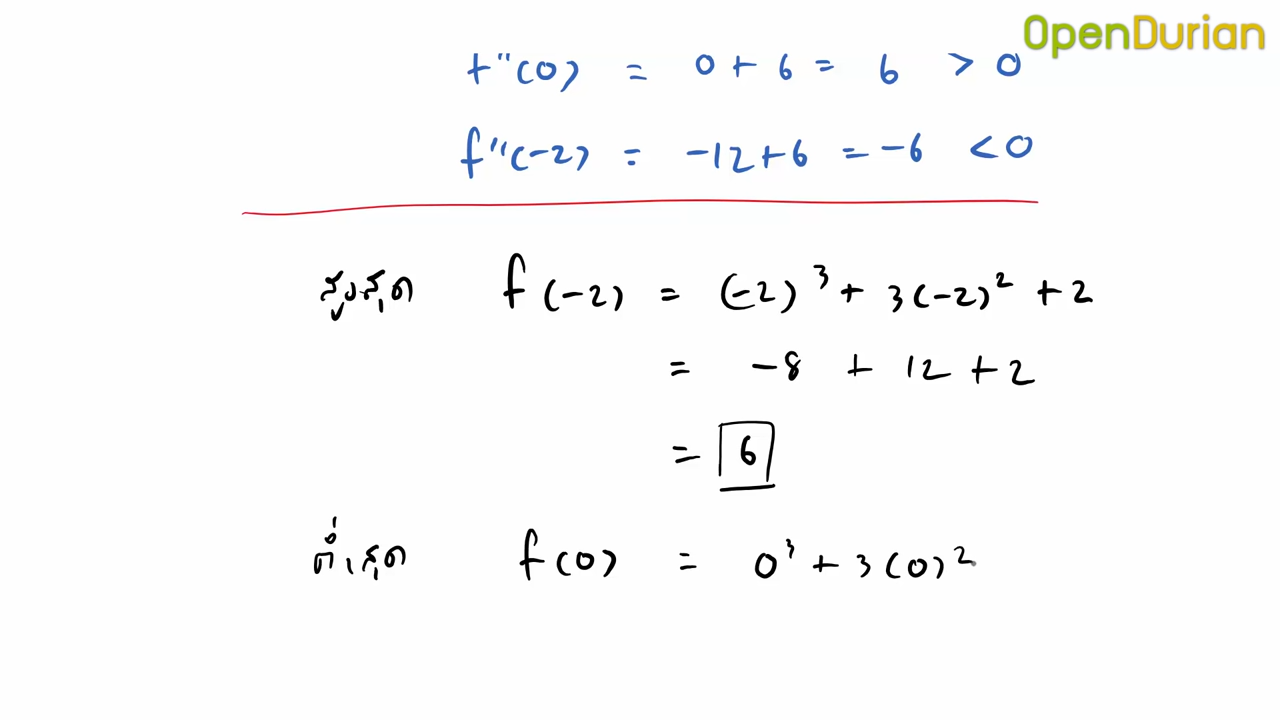 OpenDurian
f"(0) = 0 + 6 = 6 > 0
f"(-2) = -12+6 = -6 < 0
สูงสุด f(-2) = (-2)³ + 3(-2)² + 2
= -8 + 12 + 2
= 6
ต่ำสุด f(0) = 0³ + 3(0)²